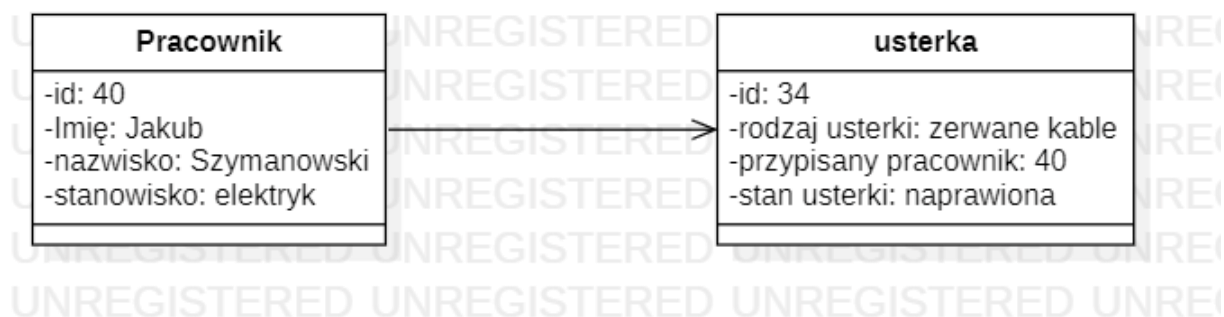 Pracownik
-id: 40
-Imię: Jakub
-nazwisko: Szymanowski
-stanowisko: elektryk
usterka
-id: 34
-rodzaj usterki: zerwane kable
-przypisany pracownik: 40
-stan usterki: naprawiona
UNREGISTERED UNREGISTERED UNREGISTERED UNREG